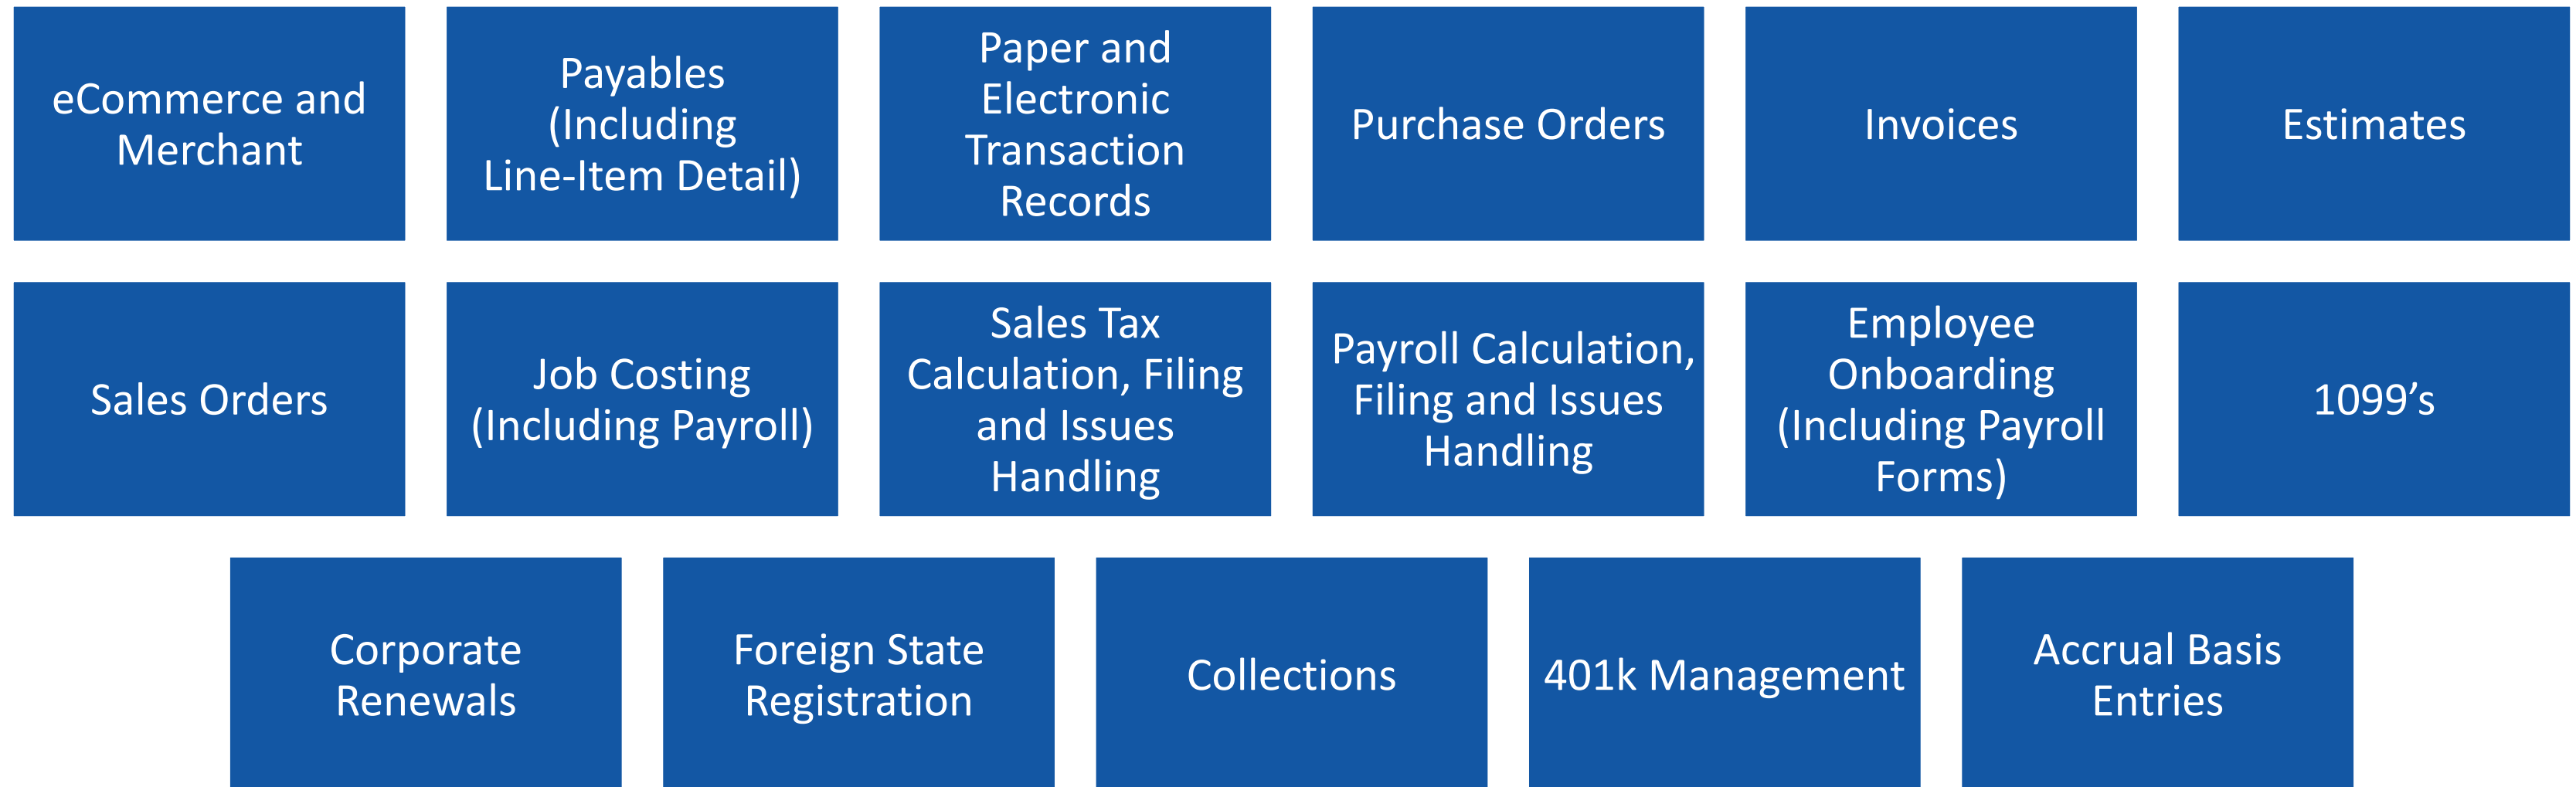 eCommerce and
Merchant
Payables
(Including
Line-Item Detail)
Paper and
Electronic
Transaction
Records
Purchase Orders
Invoices
Estimates
Sales Orders
Job Costing
(Including Payroll)
Sales Tax
Calculation, Filing
and Issues
Handling
Payroll Calculation,
Filing and Issues
Handling
Employee
Onboarding
(Including Payroll
Forms)
1099’s
Corporate
Renewals
Foreign State
Registration
Collections
401k Management
Accrual Basis
Entries